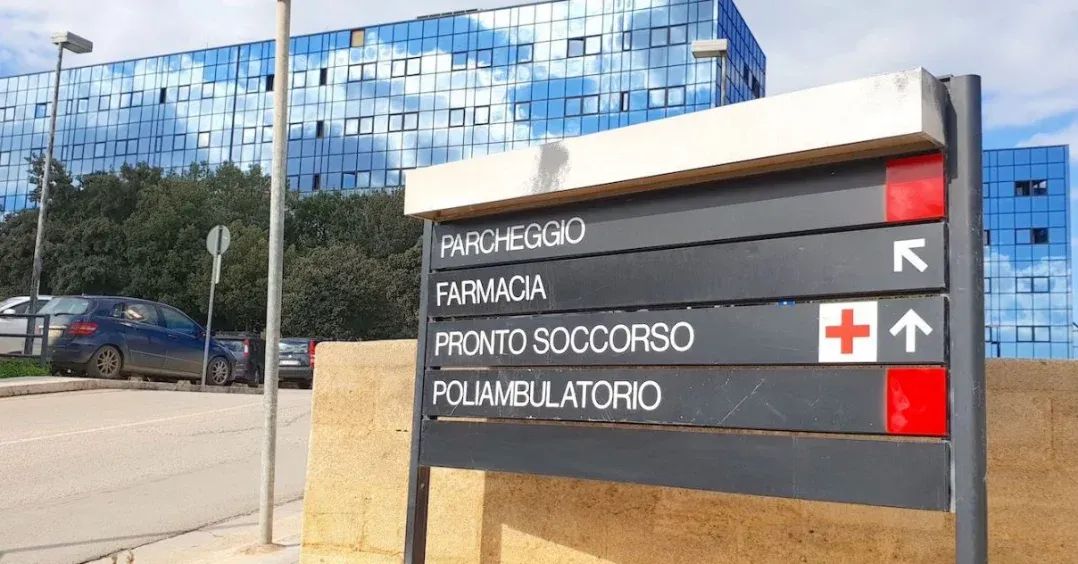 PARCHEGGIO
FARMACIA
PRONTO SOCCORSO
POLIAMBULATORIO